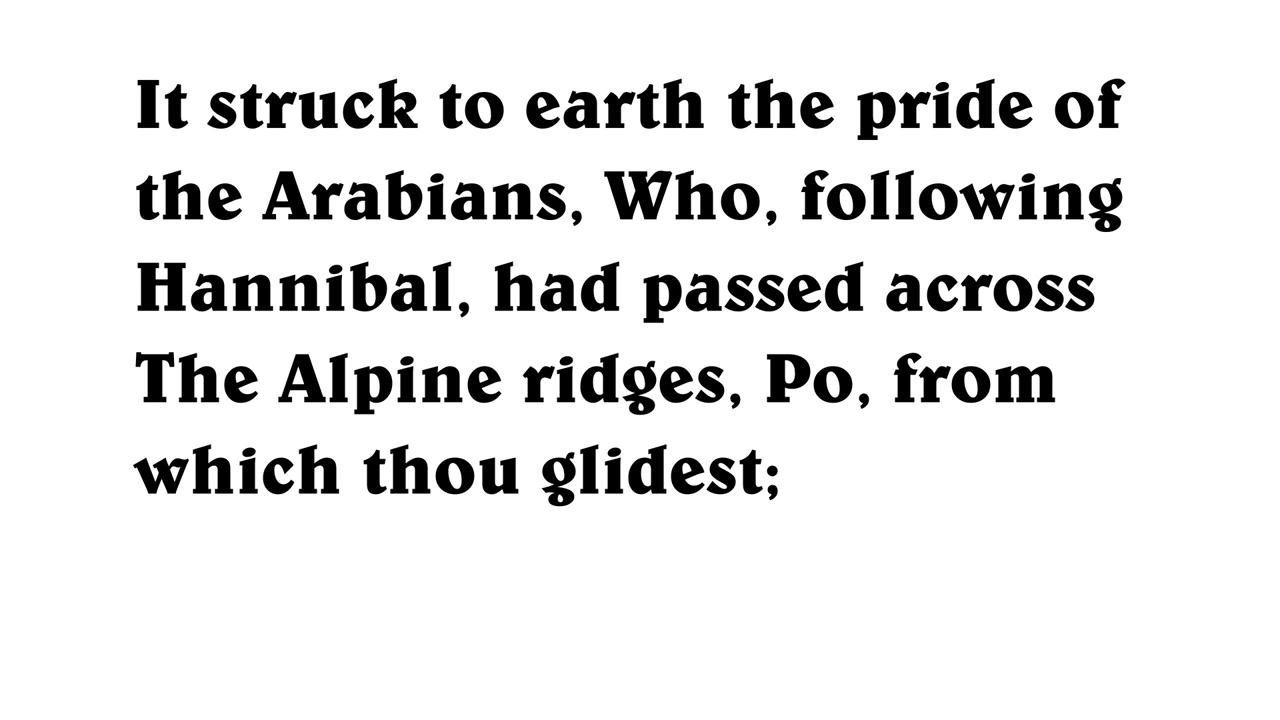 It struck to earth the pride of
the Arabians, Who, following
Hannibal, had passed across
The Alpine ridges, Po, from
which thou glidest;